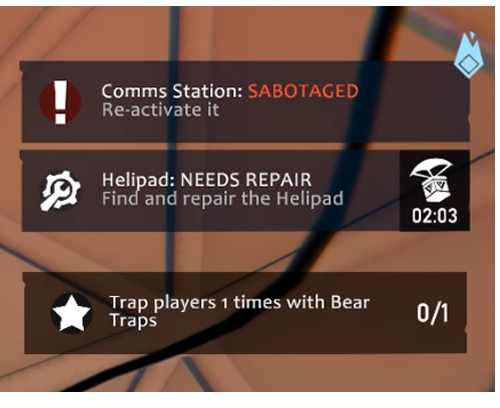 Comms Station: SABOTAGED
Re-activate it
Helipad: NEEDS REPAIR
Find and repair the Helipad
02:03
Trap players 1 times with Bear
Traps
0/1